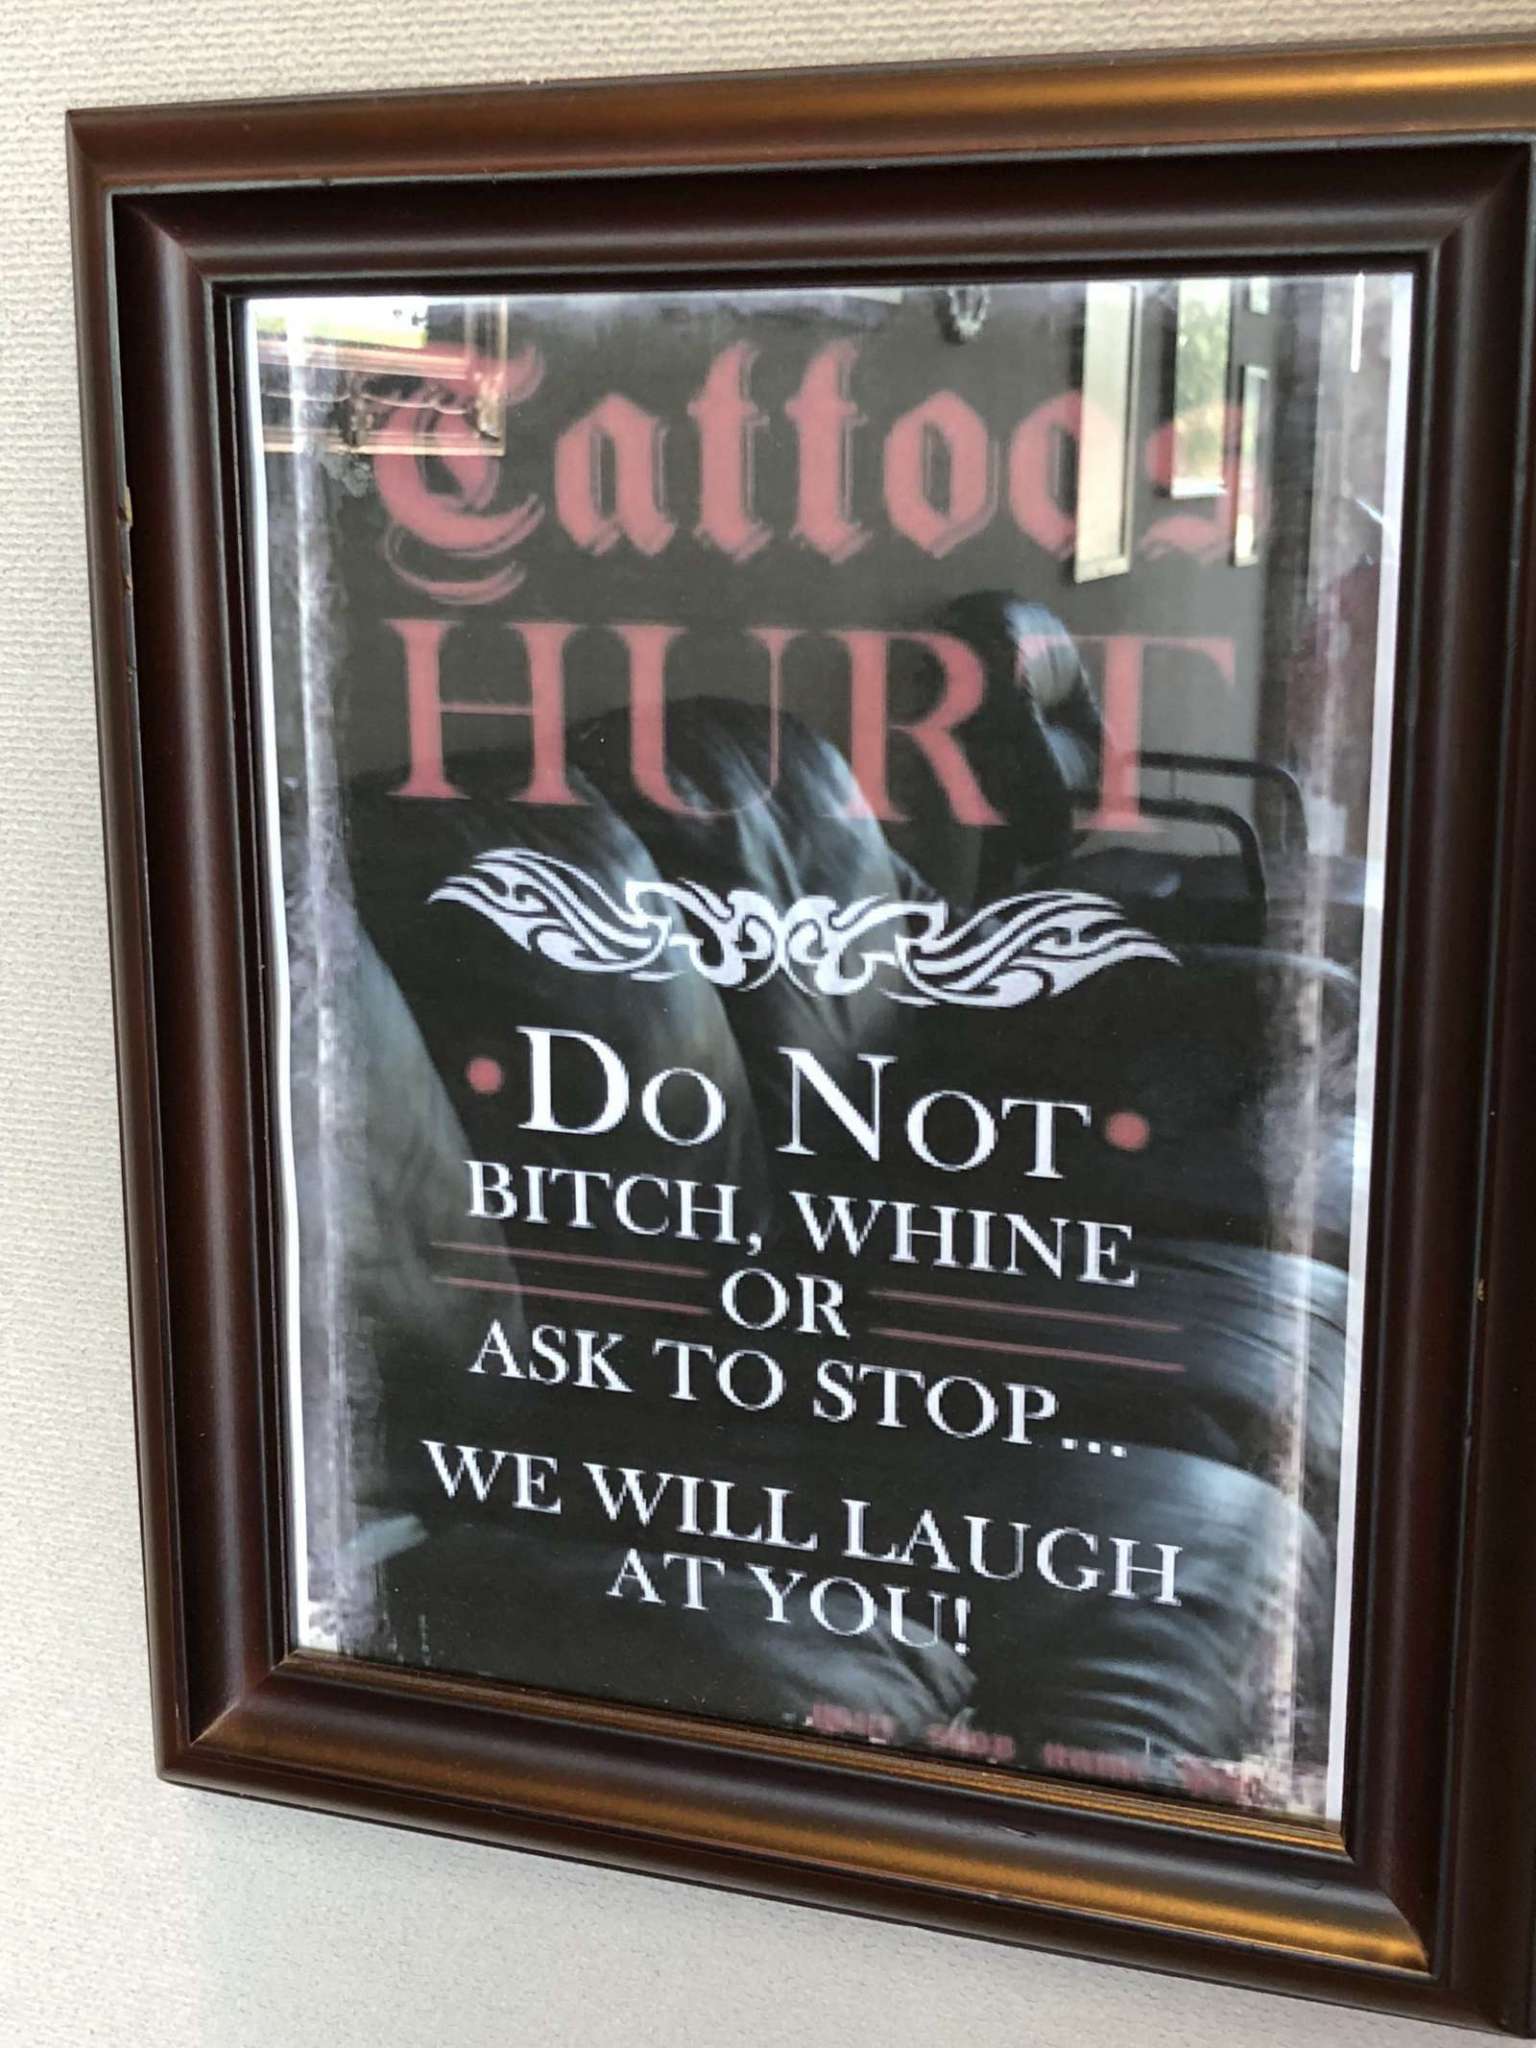 Tattoos
HURT
• DO NOT •
BITCH, WHINE
OR
ASK TO STOP...
WE WILL LAUGH
AT YOU!